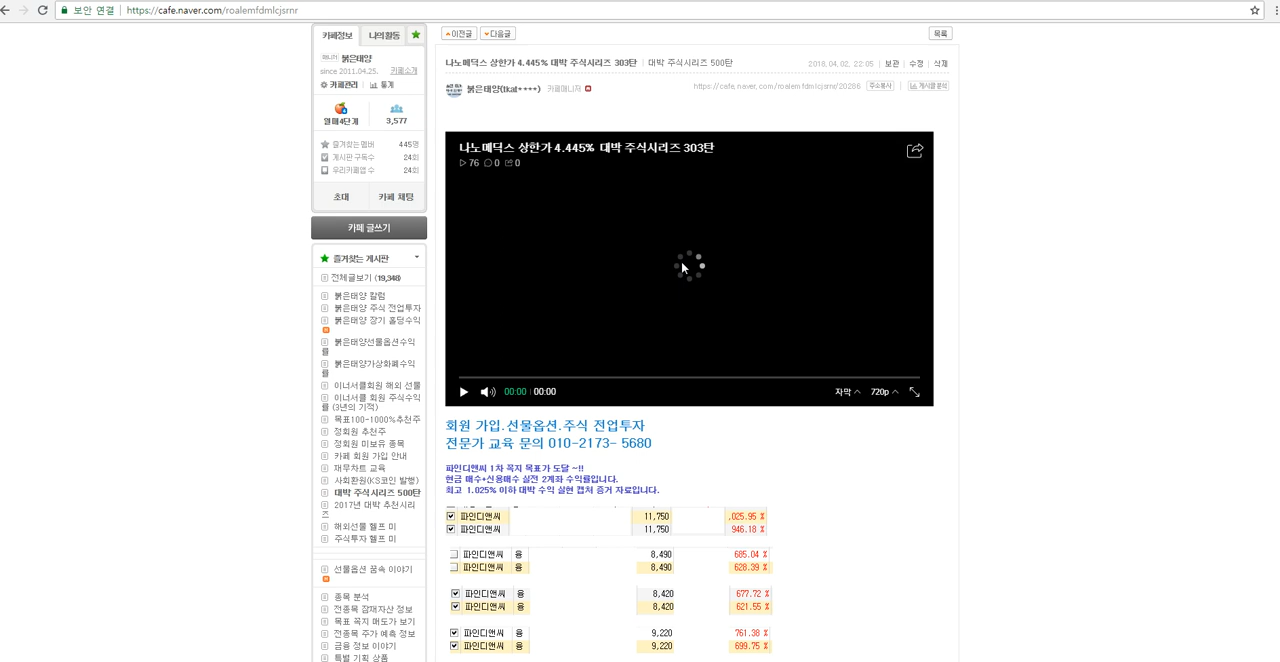 보안 연결 | https://cafe.naver.com/roalemfdmlcjsrnr
카페정보 나의활동
매니저 붉은태양
since 2011.04.25. 카페소개
카페관리 통계
열매4단계 3,577
즐겨찾는 멤버 445명
게시판 구독수 24회
우리카페앱 수 24회
초대 카페 채팅
카페 글쓰기
즐겨찾는 게시판
전체글보기 (19,348)
붉은태양 칼럼
붉은태양 주식 전업투자
붉은태양 장기 홀딩수익
붉은태양선물옵션수익
률
붉은태양가상화폐수익
률
이너서클회원 해외 선물
이너서클 회원 주식수익
률 (3년의 기적)
목표100-1000%추천주
정회원 추천주
정회원 미보유 종목
카페 회원 가입 안내
재무차트 교육
사회환원(KS코인 발행)
대박 주식시리즈 500탄
2017년 대박 추천시리
즈
해외선물 헬프 미
주식투자 헬프 미
선물옵션 꿈속 이야기
종목 분석
전종목 잠재자산 정보
목표 꼭지 매도가 보기
전종목 주가 예측 정보
금융 정보 이야기
특별 기획 상품
이전글 다음글 목록
나노메딕스 상한가 4.445% 대박 주식시리즈 303탄 | 대박 주식시리즈 500탄 2018.04.02. 22:05 | 보관 | 수정 | 삭제
붉은태양(tkat****) 카페매니저 https://cafe.naver.com/roalemfdmlcjsrnr/20286 주소복사 | 게시글 분석
나노메딕스 상한가 4.445% 대박 주식시리즈 303탄
76 0 0
00:00 | 00:00 자막 720p
회원 가입.선물옵션.주식 전업투자
전문가 교육 문의 010-2173- 5680
파인디앤씨 1차 꼭지 목표가 도달 ~!!
현금 매수+신용매수 실전 2계좌 수익률입니다.
최고 1.025% 이하 대박 수익 실현 캡처 증거 자료입니다.
파인디앤씨 11,750 ,025.95 %
파인디앤씨 11,750 946.18 %
파인디앤씨 융 8,490 685.04 %
파인디앤씨 융 8,490 628.39 %
파인디앤씨 융 8,420 677.72 %
파인디앤씨 융 8,420 621.55 %
파인디앤씨 융 9,220 761.38 %
파인디앤씨 융 9,220 699.75 %